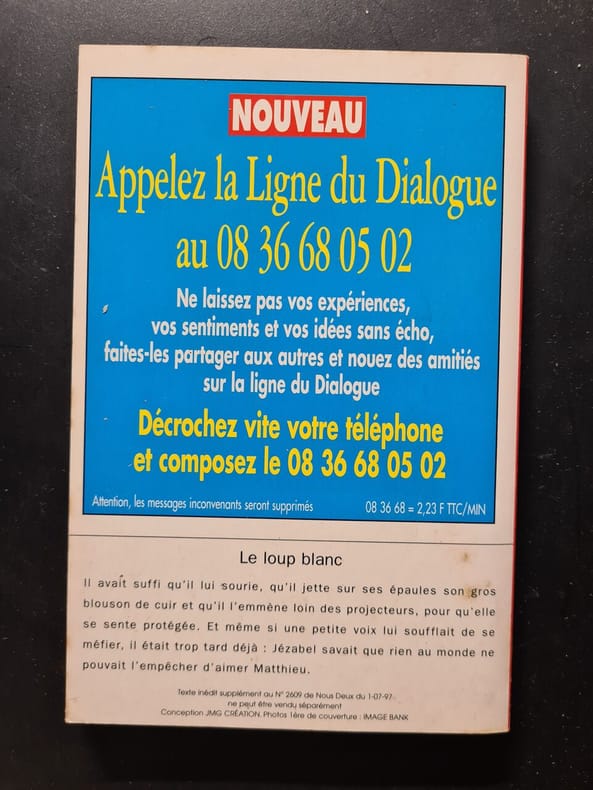 NOUVEAU
Appelez la Ligne du Dialogue
au 08 36 68 05 02
Ne laissez pas vos expériences,
vos sentiments et vos idées sans écho,
faites-les partager aux autres et nouez des amitiés
sur la ligne du Dialogue
Décrochez vite votre téléphone
et composez le 08 36 68 05 02
Attention, les messages inconvenants seront supprimés
08 36 68 = 2,23 F TTC/MIN
Le loup blanc
Il avait suffi qu'il lui sourie, qu'il jette sur ses épaules son gros
blouson de cuir et qu'il l'emmène loin des projecteurs, pour qu'elle
se sente protégée. Et même si une petite voix lui soufflait de se
méfier, il était trop tard déjà : Jézabel savait que rien au monde ne
pouvait l'empêcher d'aimer Matthieu.
Texte inédit supplément au N° 2609 de Nous Deux du 1-07-97
ne peut être vendu séparément
Conception JMG CRÉATION. Photos 1ère de couverture : IMAGE BANK